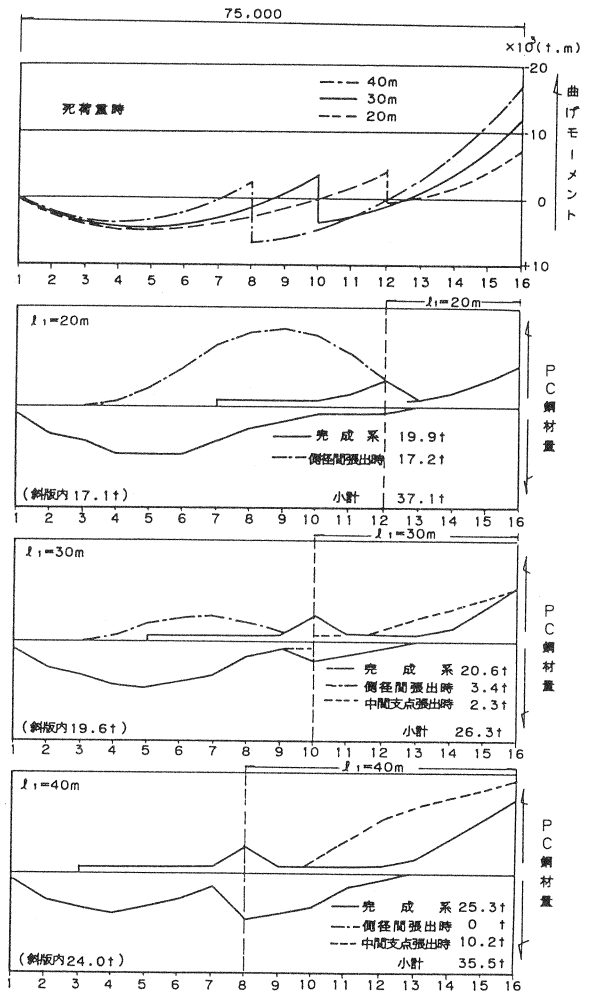 75,000
×10³(t.m)
40m
30m
20m
死荷重時
20
10
0
10
曲げモーメント
1 2 3 4 5 6 7 8 9 10 11 12 13 14 15 16
ℓ₁=20m
ℓ₁=20m
完成系 19.9t
側径間張出時 17.2t
(斜版内17.1t)
小計 37.1t
PC鋼材量
1 2 3 4 5 6 7 8 9 10 11 12 13 14 15 16
ℓ₁=30m
ℓ₁=30m
完成系 20.6t
側径間張出時 3.4t
中間支点張出時 2.3t
(斜版内19.6t)
小計 26.3t
PC鋼材量
1 2 3 4 5 6 7 8 9 10 11 12 13 14 15 16
ℓ₁=40m
ℓ₁=40m
完成系 25.3t
側径間張出時 0 t
中間支点張出時 10.2t
(斜版内24.0t)
小計 35.5t
PC鋼材量
1 2 3 4 5 6 7 8 9 10 11 12 13 14 15 16